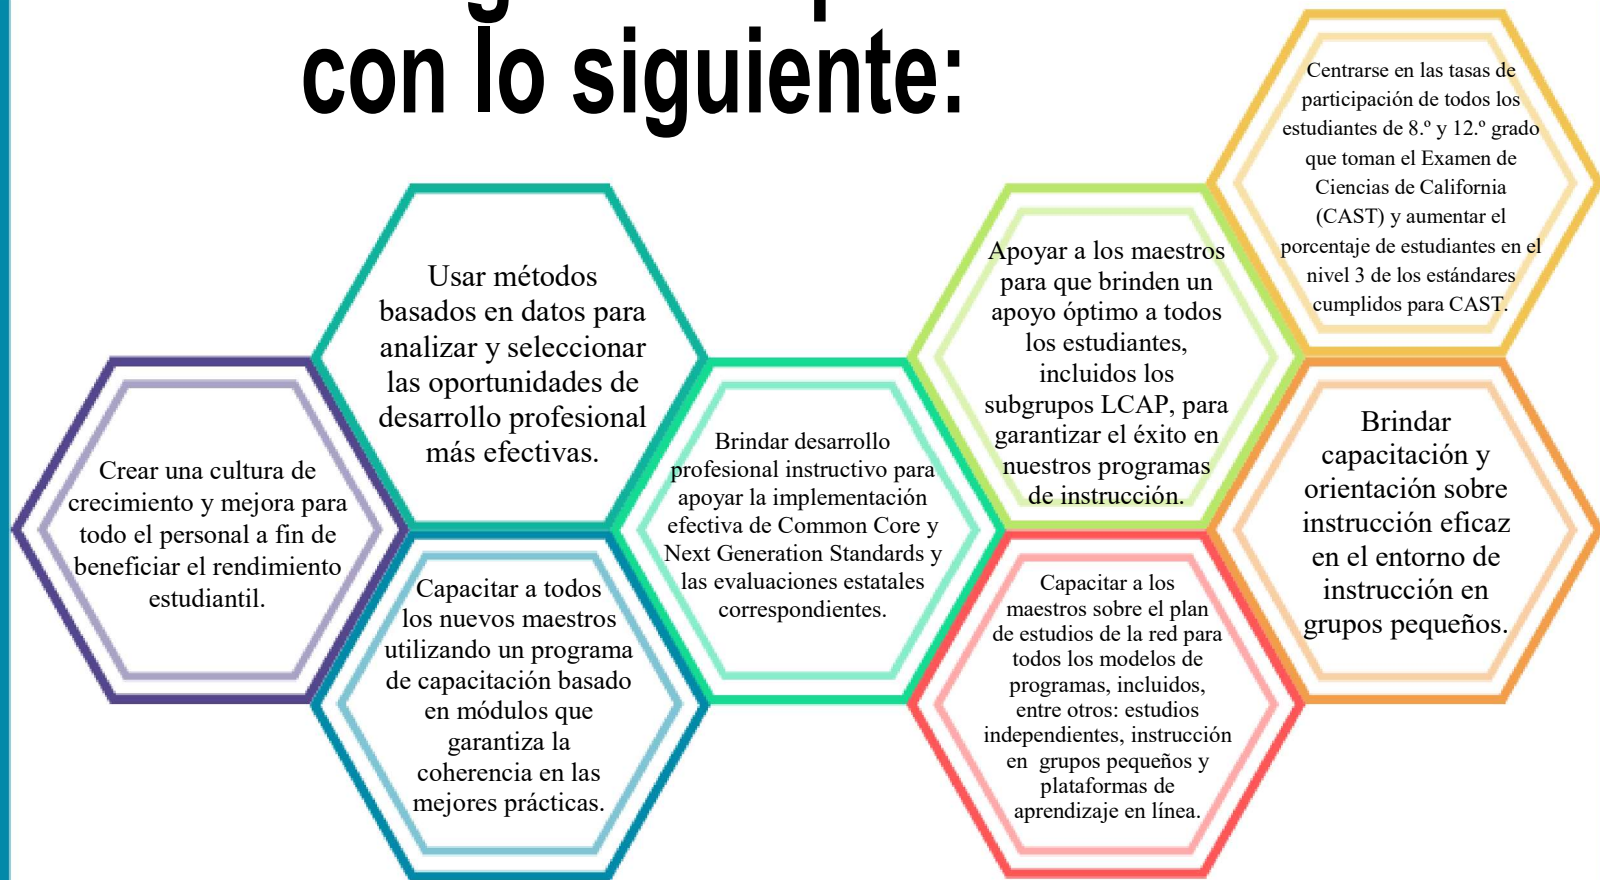 con lo siguiente:
Crear una cultura de
crecimiento y mejora para
todo el personal a fin de
beneficiar el rendimiento
estudiantil.
Usar métodos
basados en datos para
analizar y seleccionar
las oportunidades de
desarrollo profesional
más efectivas.
Capacitar a todos
los nuevos maestros
utilizando un programa
de capacitación basado
en módulos que
garantiza la
coherencia en las
mejores prácticas.
Brindar desarrollo
profesional instructivo para
apoyar la implementación
efectiva de Common Core y
Next Generation Standards y
las evaluaciones estatales
correspondientes.
Apoyar a los maestros
para que brinden un
apoyo óptimo a todos
los estudiantes,
incluidos los
subgrupos LCAP, para
garantizar el éxito en
nuestros programas
de instrucción.
Capacitar a los
maestros sobre el plan
de estudios de la red para
todos los modelos de
programas, incluidos,
entre otros: estudios
independientes, instrucción
en grupos pequeños y
plataformas de
aprendizaje en línea.
Centrarse en las tasas de
participación de todos los
estudiantes de 8.º y 12.º grado
que toman el Examen de
Ciencias de California
(CAST) y aumentar el
porcentaje de estudiantes en el
nivel 3 de los estándares
cumplidos para CAST.
Brindar
capacitación y
orientación sobre
instrucción eficaz
en el entorno de
instrucción en
grupos pequeños.